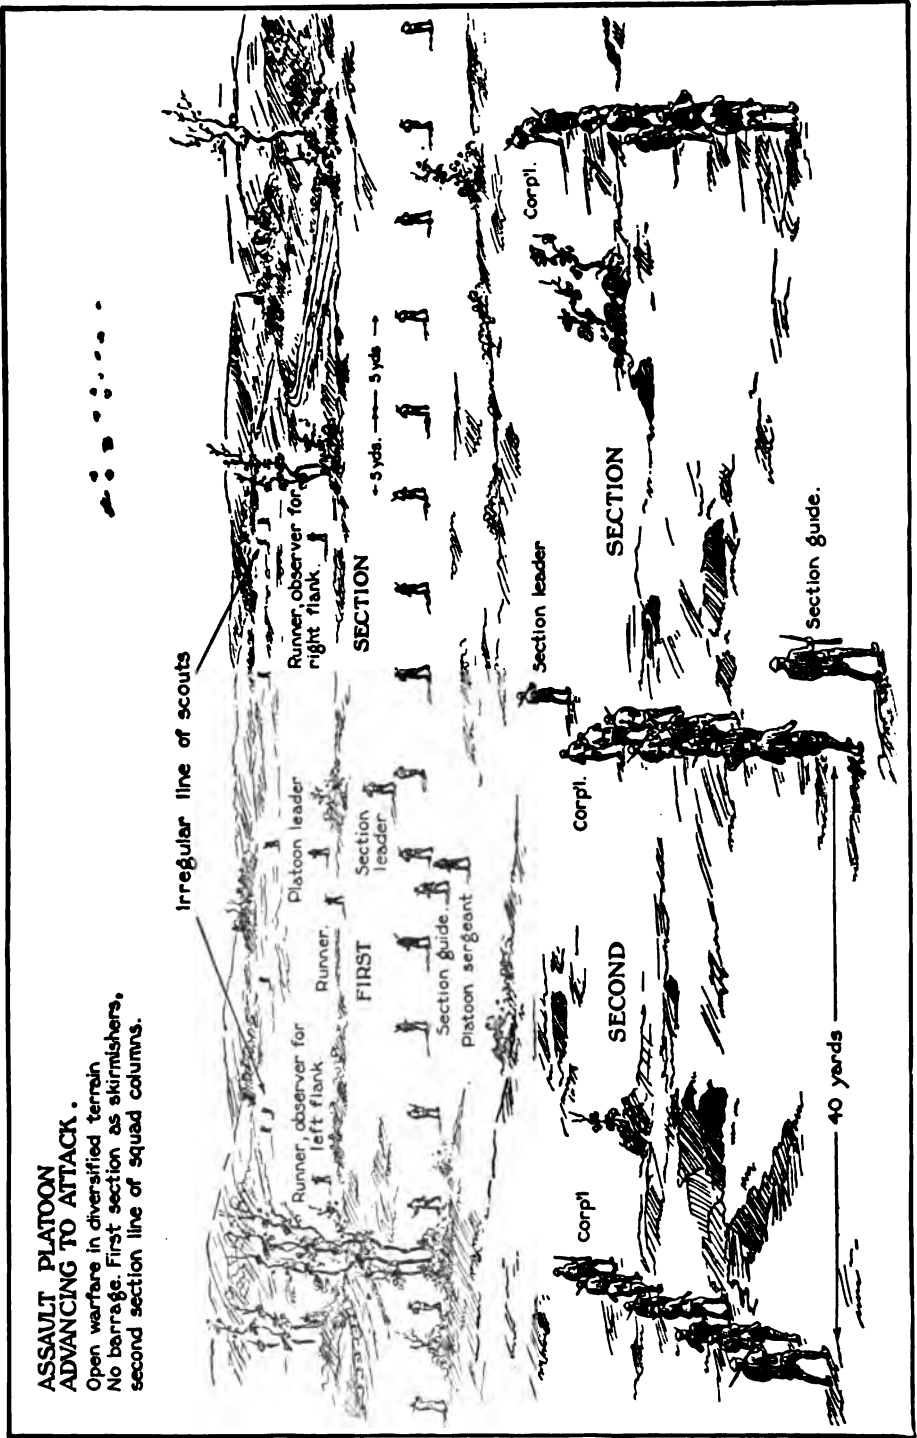 ASSAULT PLATOON
ADVANCING TO ATTACK.
Open warfare in diversified terrain
No barrage. First section as skirmishers,
second section line of squad columns.
Irregular line of scouts
Runner, observer for
left flank
Runner.
Platoon leader
Runner, observer for
right flank.
FIRST
Section
leader
SECTION
5 yds.
5 yds
Section guide.
Platoon sergeant
Corp'l
Corp'l.
Section leader
Corp'l.
SECOND
SECTION
40 yards
Section guide.